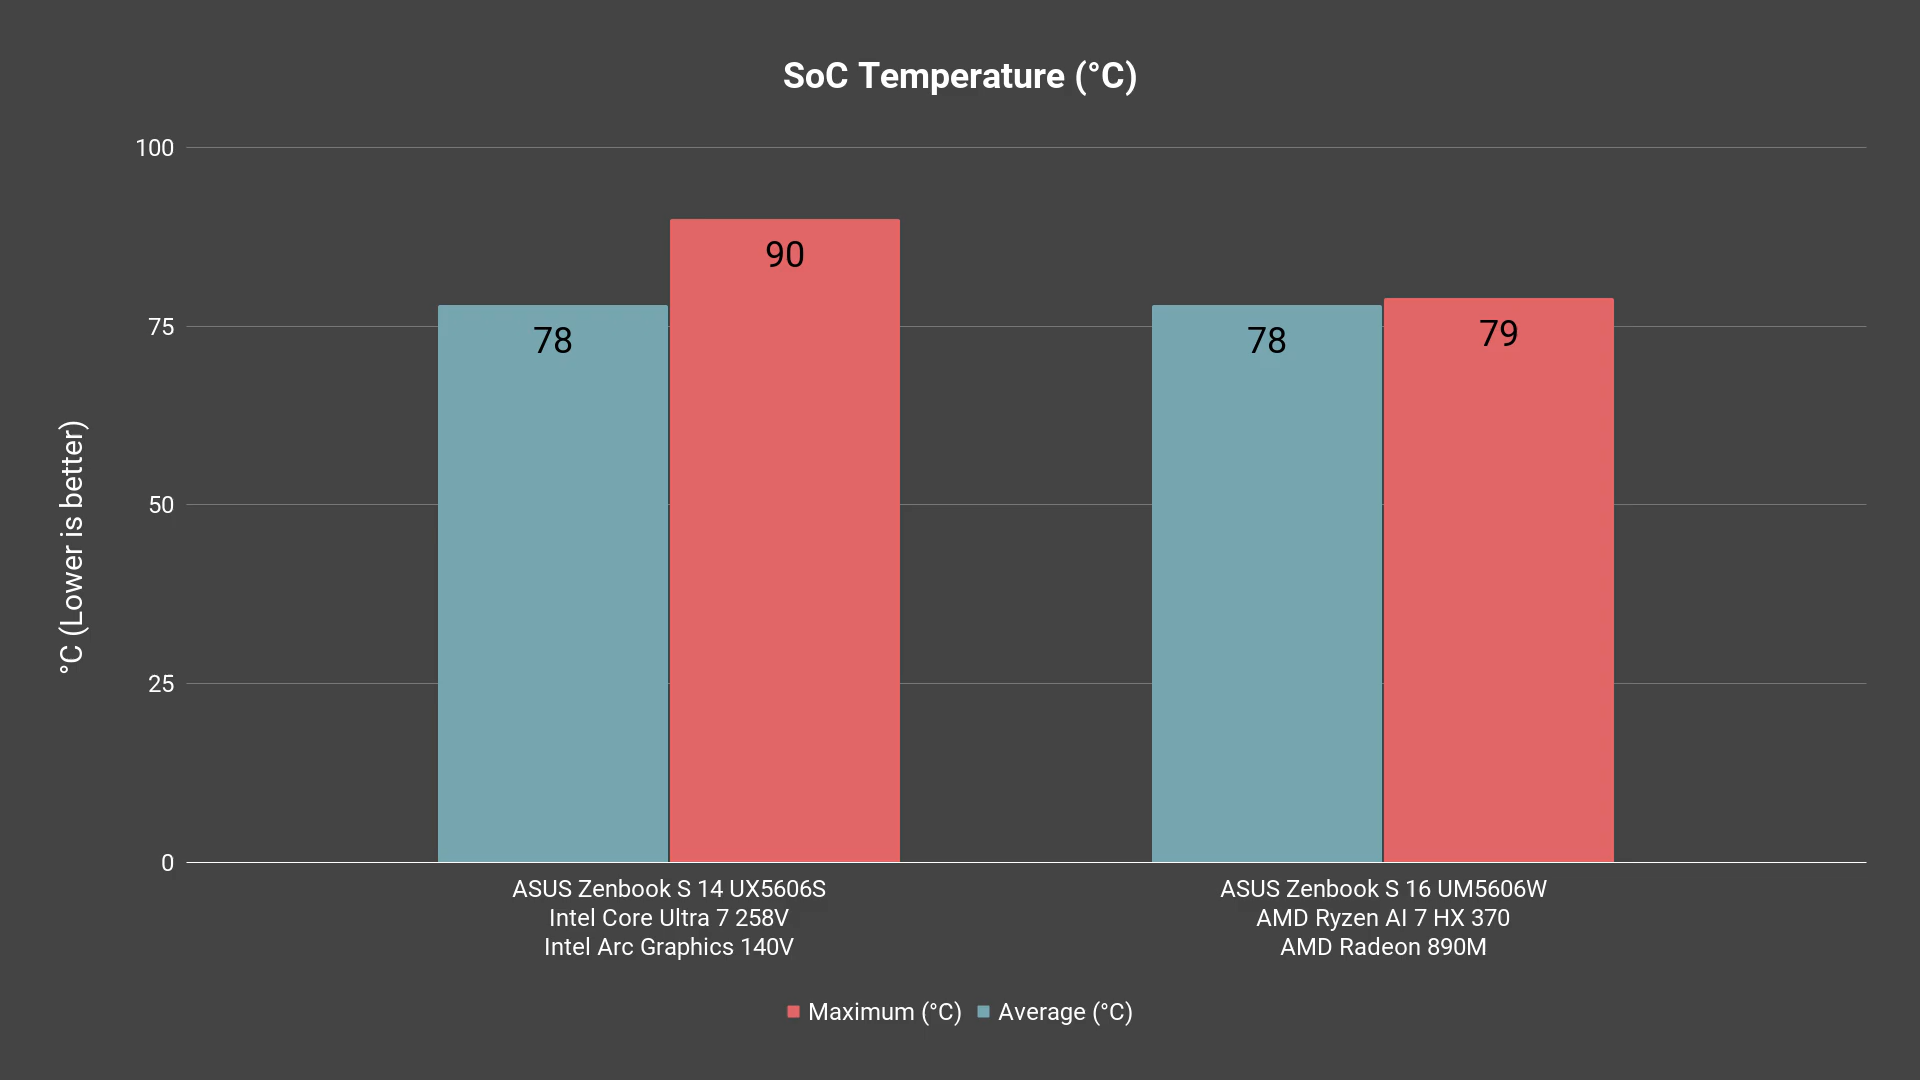 SoC Temperature (°C)
100
75
50
25
0
°C (Lower is better)
78
90
78
79
ASUS Zenbook S 14 UX5606S
Intel Core Ultra 7 258V
Intel Arc Graphics 140V
ASUS Zenbook S 16 UM5606W
AMD Ryzen AI 7 HX 370
AMD Radeon 890M
Maximum (°C)
Average (°C)